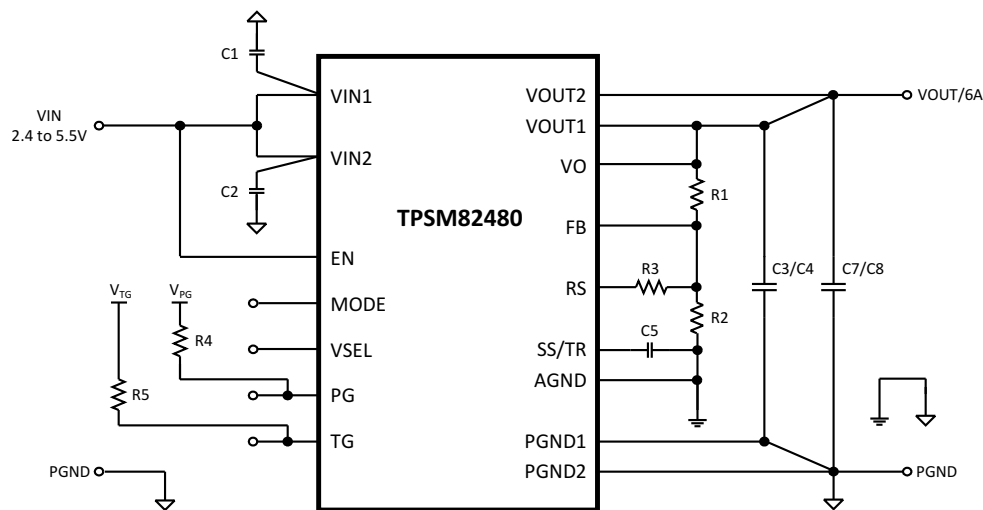 C1
VIN
2.4 to 5.5V
C2
VIN1
VIN2
EN
MODE
VSEL
PG
TG
V_TG
V_PG
R4
R5
PGND
TPSM82480
VOUT2
VOUT1
VO
FB
RS
SS/TR
AGND
PGND1
PGND2
R1
R3
R2
C5
C3/C4
C7/C8
VOUT/6A
PGND